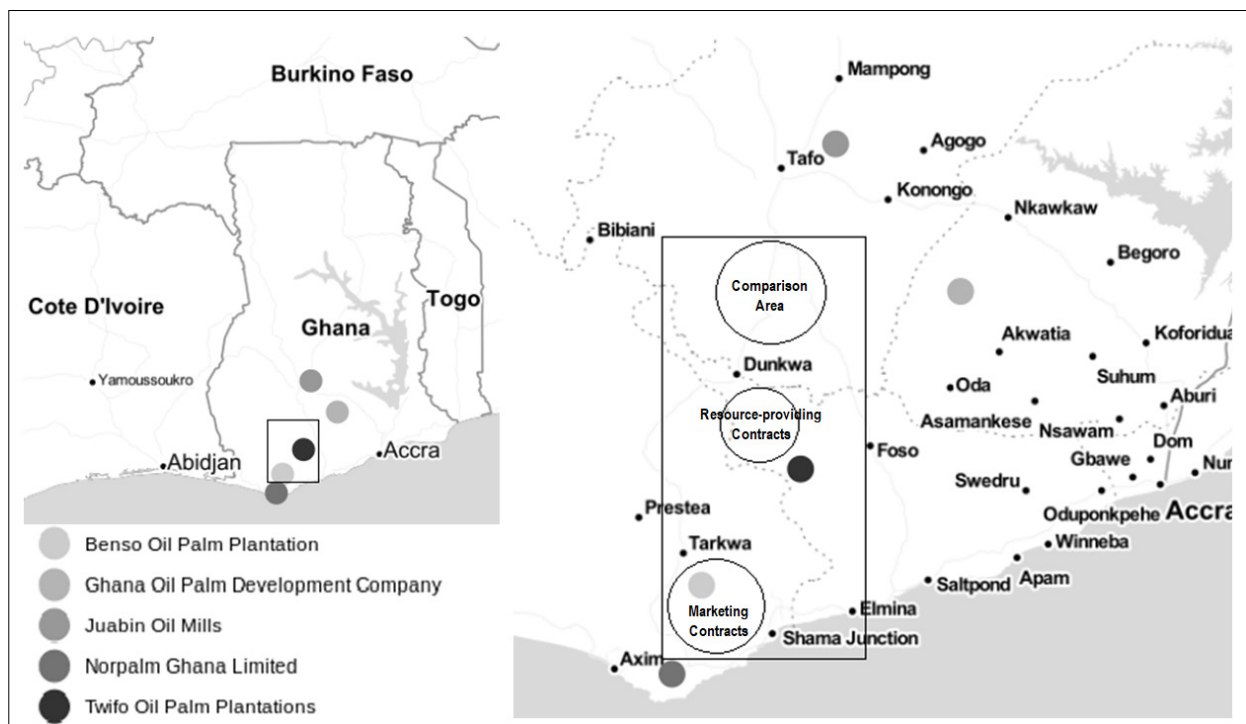 Burkino Faso
Cote D'Ivoire
Ghana
Togo
Yamoussoukro
Abidjan
Accra
Benso Oil Palm Plantation
Ghana Oil Palm Development Company
Juabin Oil Mills
Norpalm Ghana Limited
Twifo Oil Palm Plantations
Mampong
Tafo
Agogo
Konongo
Nkawkaw
Bibiani
Begoro
Comparison
Area
Akwatia
Koforidua
Dunkwa
Suhum
Oda
Aburi
Resource-providing
Contracts
Asamankese
Nsawam
Dom
Foso
Gbawe
Nun
Swedru
Prestea
Oduponkpehe
Accra
Tarkwa
Winneba
Apam
Saltpond
Marketing
Contracts
Elmina
Shama Junction
Axim